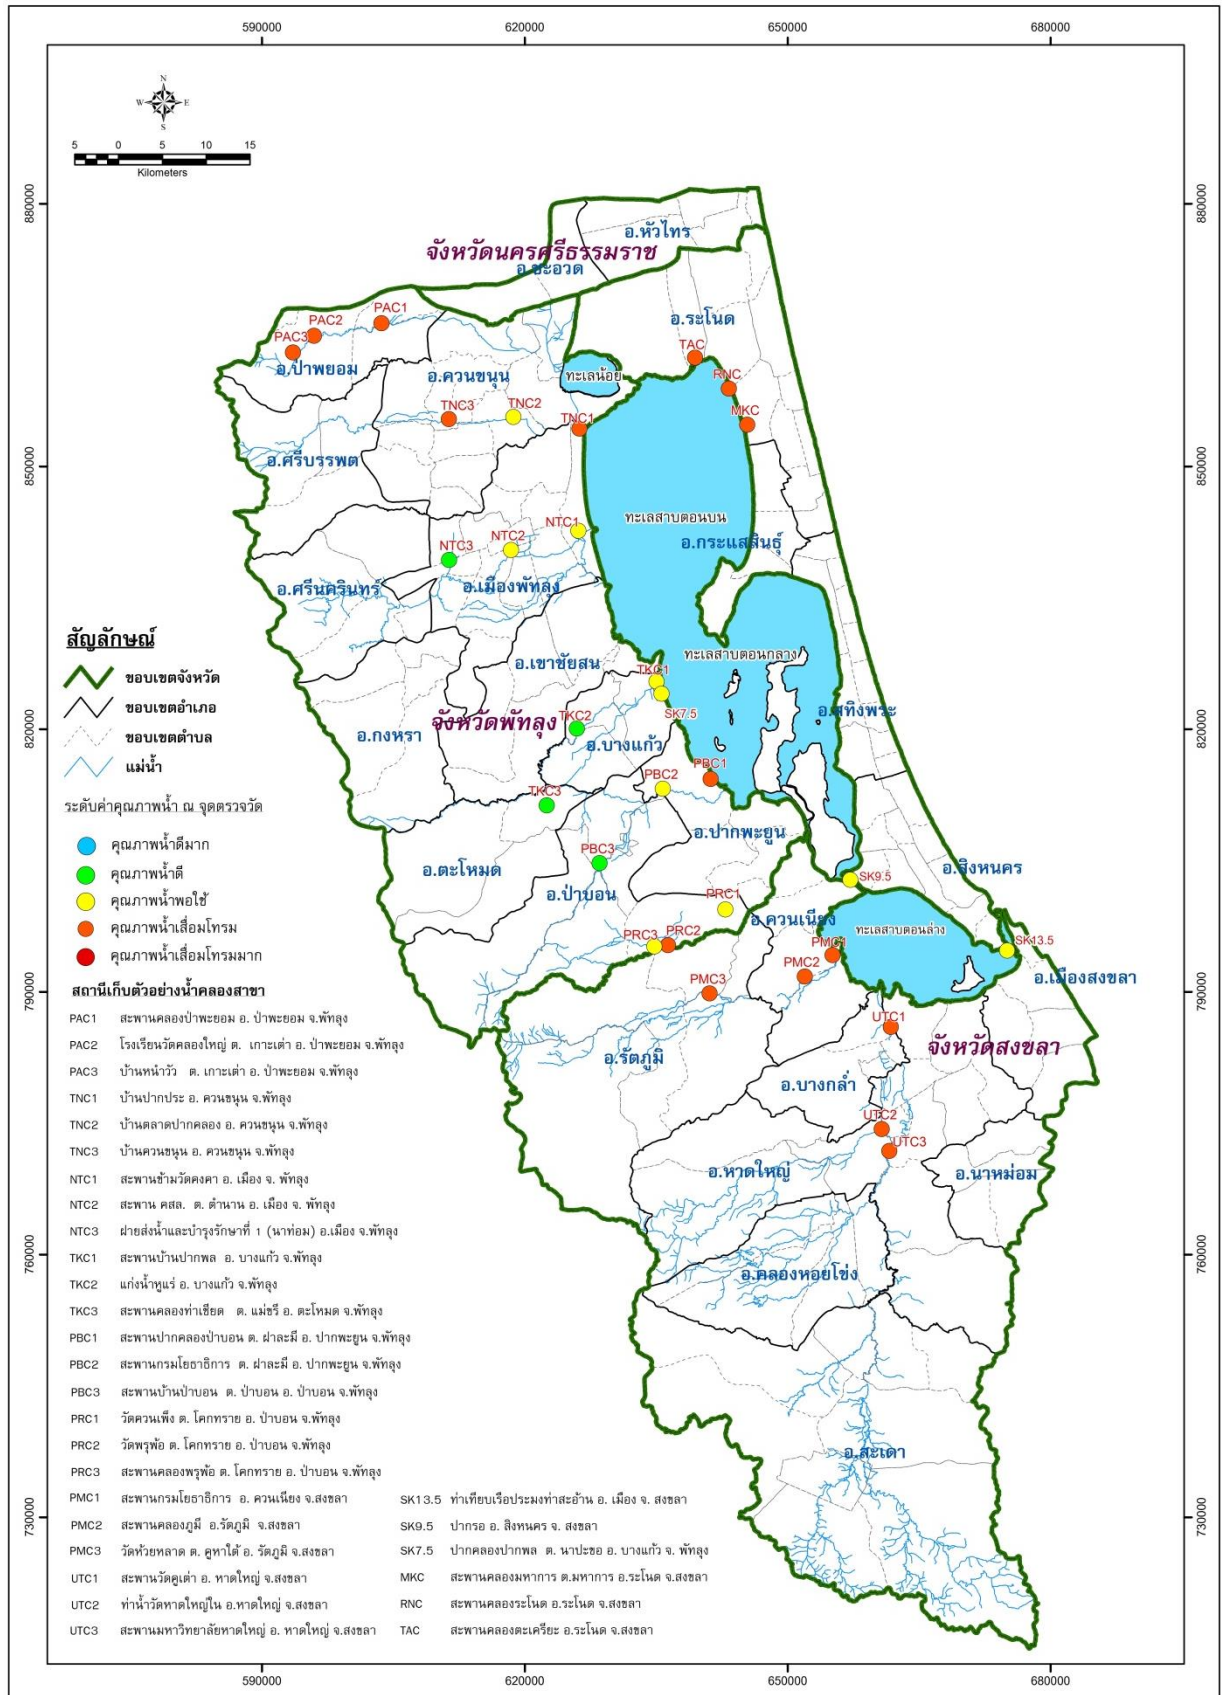 590000 620000 650000 680000
N
W E
S
5 0 5 10 15
Kilometers
880000 880000
อ.หัวไทร
จังหวัดนครศรีธรรมราช
อ.ชะอวด
PAC1
PAC2
PAC3
อ.ป่าพยอม
อ.ระโนด
TAC
ทะเลน้อย
อ.ควนขนุน
RNC
TNC3 TNC2 TNC1
MKC
850000 850000
อ.ศรีบรรพต
ทะเลสาบตอนบน
NTC1
NTC2
NTC3
อ.กระแสสินธุ์
อ.ศรีนครินทร์
อ.เมืองพัทลุง
สัญลักษณ์
ขอบเขตจังหวัด
ขอบเขตอำเภอ
ขอบเขตตำบล
แม่น้ำ
ทะเลสาบตอนกลาง
อ.เขาชัยสน
TKC1
SK7.5
อ.สทิงพระ
จังหวัดพัทลุง
TKC2
อ.กงหรา
อ.บางแก้ว
820000 820000
PBC1
PBC2
TKC3
ระดับค่าคุณภาพน้ำ ณ จุดตรวจวัด
คุณภาพน้ำดีมาก
คุณภาพน้ำดี
คุณภาพน้ำพอใช้
คุณภาพน้ำเสื่อมโทรม
คุณภาพน้ำเสื่อมโทรมมาก
อ.ปากพะยูน
PBC3
อ.ตะโหมด
อ.สิงหนคร
SK9.5
อ.ป่าบอน
PRC1
อ.ควนเนียง
ทะเลสาบตอนล่าง
PRC3 PRC2
PMC1
SK13.5
PMC2
PMC3
อ.เมืองสงขลา
790000 790000
UTC1
จังหวัดสงขลา
อ.รัตภูมิ
อ.บางกล่ำ
UTC2
UTC3
อ.หาดใหญ่
อ.นาหม่อม
760000 760000
อ.คลองหอยโข่ง
อ.สะเดา
730000 730000
สถานีเก็บตัวอย่างน้ำคลองสาขา
PAC1 สะพานคลองป่าพะยอม อ. ป่าพะยอม จ.พัทลุง
PAC2 โรงเรียนวัดคลองใหญ่ ต. เกาะเต่า อ. ป่าพะยอม จ.พัทลุง
PAC3 บ้านหนำวัว ต. เกาะเต่า อ. ป่าพะยอม จ.พัทลุง
TNC1 บ้านปากประ อ. ควนขนุน จ.พัทลุง
TNC2 บ้านตลาดปากคลอง อ. ควนขนุน จ.พัทลุง
TNC3 บ้านควนขนุน อ. ควนขนุน จ.พัทลุง
NTC1 สะพานข้ามวัดคงคา อ. เมือง จ. พัทลุง
NTC2 สะพาน คสล. ต. ตำนาน อ. เมือง จ. พัทลุง
NTC3 ฝายส่งน้ำและบำรุงรักษาที่ 1 (นาท่อม) อ.เมือง จ.พัทลุง
TKC1 สะพานบ้านปากพล อ. บางแก้ว จ.พัทลุง
TKC2 แก่งน้ำหูแร่ อ. บางแก้ว จ.พัทลุง
TKC3 สะพานคลองท่าเชียด ต. แม่ขรี อ. ตะโหมด จ.พัทลุง
PBC1 สะพานปากคลองป่าบอน ต. ฝาละมี อ. ปากพะยูน จ.พัทลุง
PBC2 สะพานกรมโยธาธิการ ต. ฝาละมี อ. ปากพะยูน จ.พัทลุง
PBC3 สะพานบ้านป่าบอน ต. ป่าบอน อ. ป่าบอน จ.พัทลุง
PRC1 วัดควนเพ็ง ต. โคกทราย อ. ป่าบอน จ.พัทลุง
PRC2 วัดพรุพ้อ ต. โคกทราย อ. ป่าบอน จ.พัทลุง
PRC3 สะพานคลองพรุพ้อ ต. โคกทราย อ. ป่าบอน จ.พัทลุง
PMC1 สะพานกรมโยธาธิการ อ. ควนเนียง จ.สงขลา
PMC2 สะพานคลองภูมี อ.รัตภูมิ จ.สงขลา
PMC3 วัดห้วยหลาด ต. คูหาใต้ อ. รัตภูมิ จ.สงขลา
UTC1 สะพานวัดคูเต่า อ. หาดใหญ่ จ.สงขลา
UTC2 ท่าน้ำวัดหาดใหญ่ใน อ.หาดใหญ่ จ.สงขลา
UTC3 สะพานมหาวิทยาลัยหาดใหญ่ อ. หาดใหญ่ จ.สงขลา
SK13.5 ท่าเทียบเรือประมงท่าสะอ้าน อ. เมือง จ. สงขลา
SK9.5 ปากรอ อ. สิงหนคร จ. สงขลา
SK7.5 ปากคลองปากพล ต. นาปะขอ อ. บางแก้ว จ. พัทลุง
MKC สะพานคลองมหาการ ต.มหาการ อ.ระโนด จ.สงขลา
RNC สะพานคลองระโนด อ.ระโนด จ.สงขลา
TAC สะพานคลองตะเครียะ อ.ระโนด จ.สงขลา
590000 620000 650000 680000